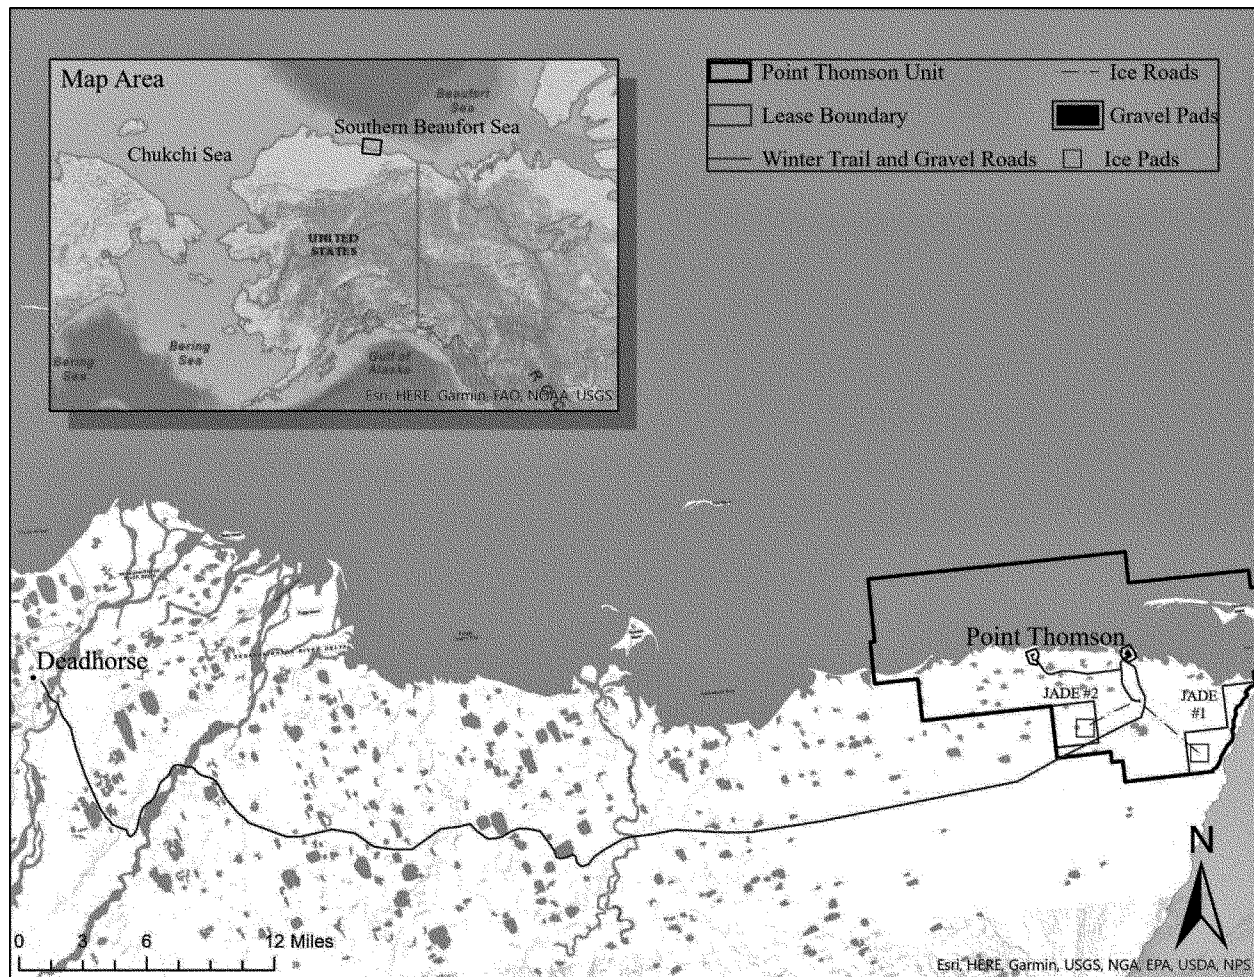 Map Area
Beaufort
Sea
Southern Beaufort Sea
Chukchi Sea
UNITED
STATES
Bering
Sea
Bering
Sea
Gulf of
Alaska
Esri, HERE, Garmin, FAO, NOAA, USGS
Point Thomson Unit
Ice Roads
Lease Boundary
Gravel Pads
Winter Trail and Gravel Roads
Ice Pads
Deadhorse
Point Thomson
JADE #2
JADE
#1
N
0 3 6 12 Miles
Esri, HERE, Garmin, USGS, NGA, EPA, USDA, NPS